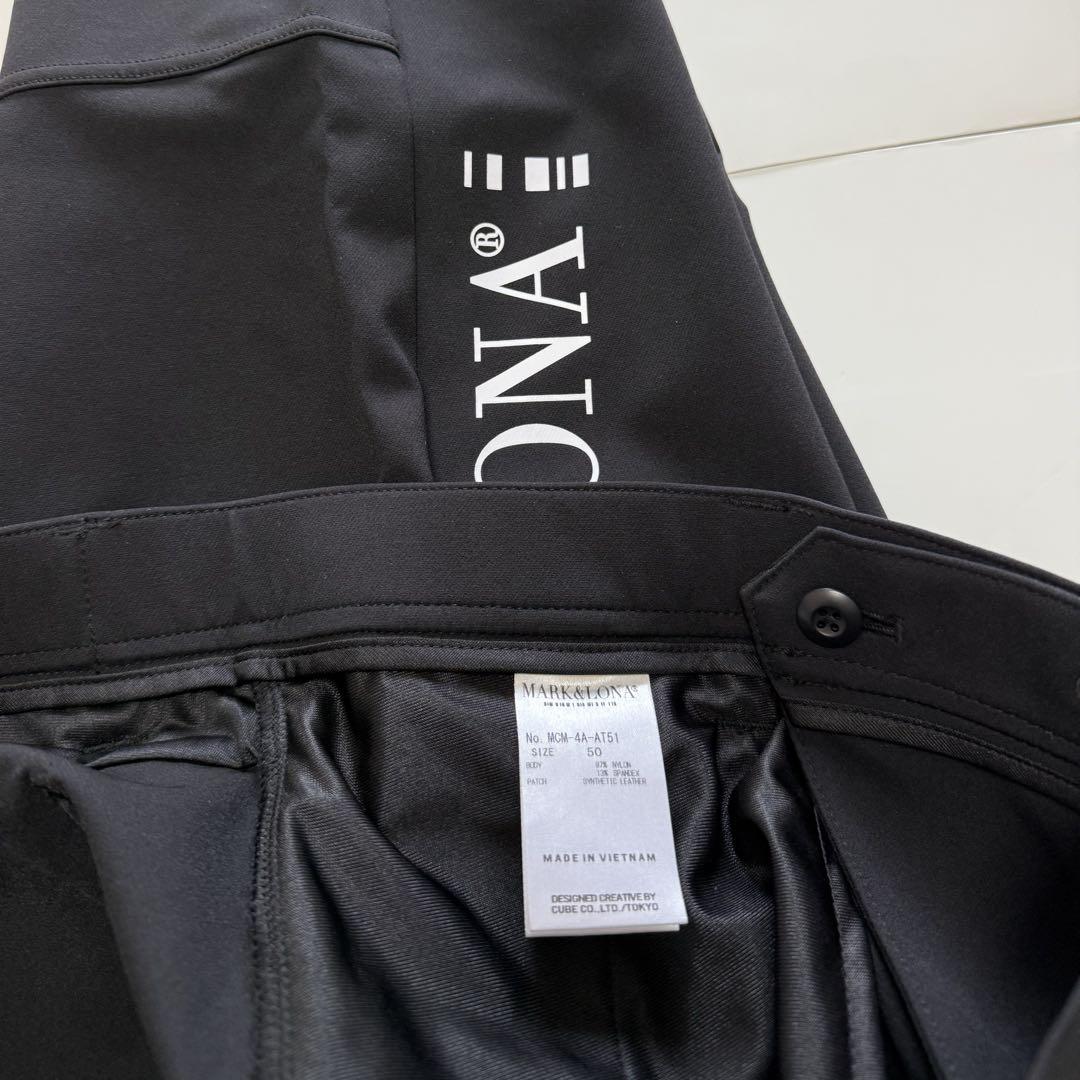 ONA®
MARK&LONA®
No. MCM-4A-AT51
SIZE 50
BODY 87% NYLON
13% SPANDEX
PATCH SYNTHETIC LEATHER
MADE IN VIETNAM
DESIGNED CREATIVE BY
CUBE CO.,LTD./TOKYO